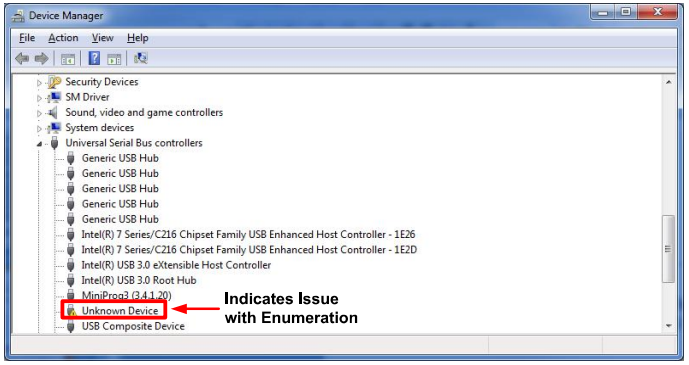 Device Manager
File Action View Help
Security Devices
SM Driver
Sound, video and game controllers
System devices
Universal Serial Bus controllers
Generic USB Hub
Generic USB Hub
Generic USB Hub
Generic USB Hub
Generic USB Hub
Intel(R) 7 Series/C216 Chipset Family USB Enhanced Host Controller - 1E26
Intel(R) 7 Series/C216 Chipset Family USB Enhanced Host Controller - 1E2D
Intel(R) USB 3.0 eXtensible Host Controller
Intel(R) USB 3.0 Root Hub
MiniProg3 (3.4.1.20)
Unknown Device
USB Composite Device
Indicates Issue
with Enumeration